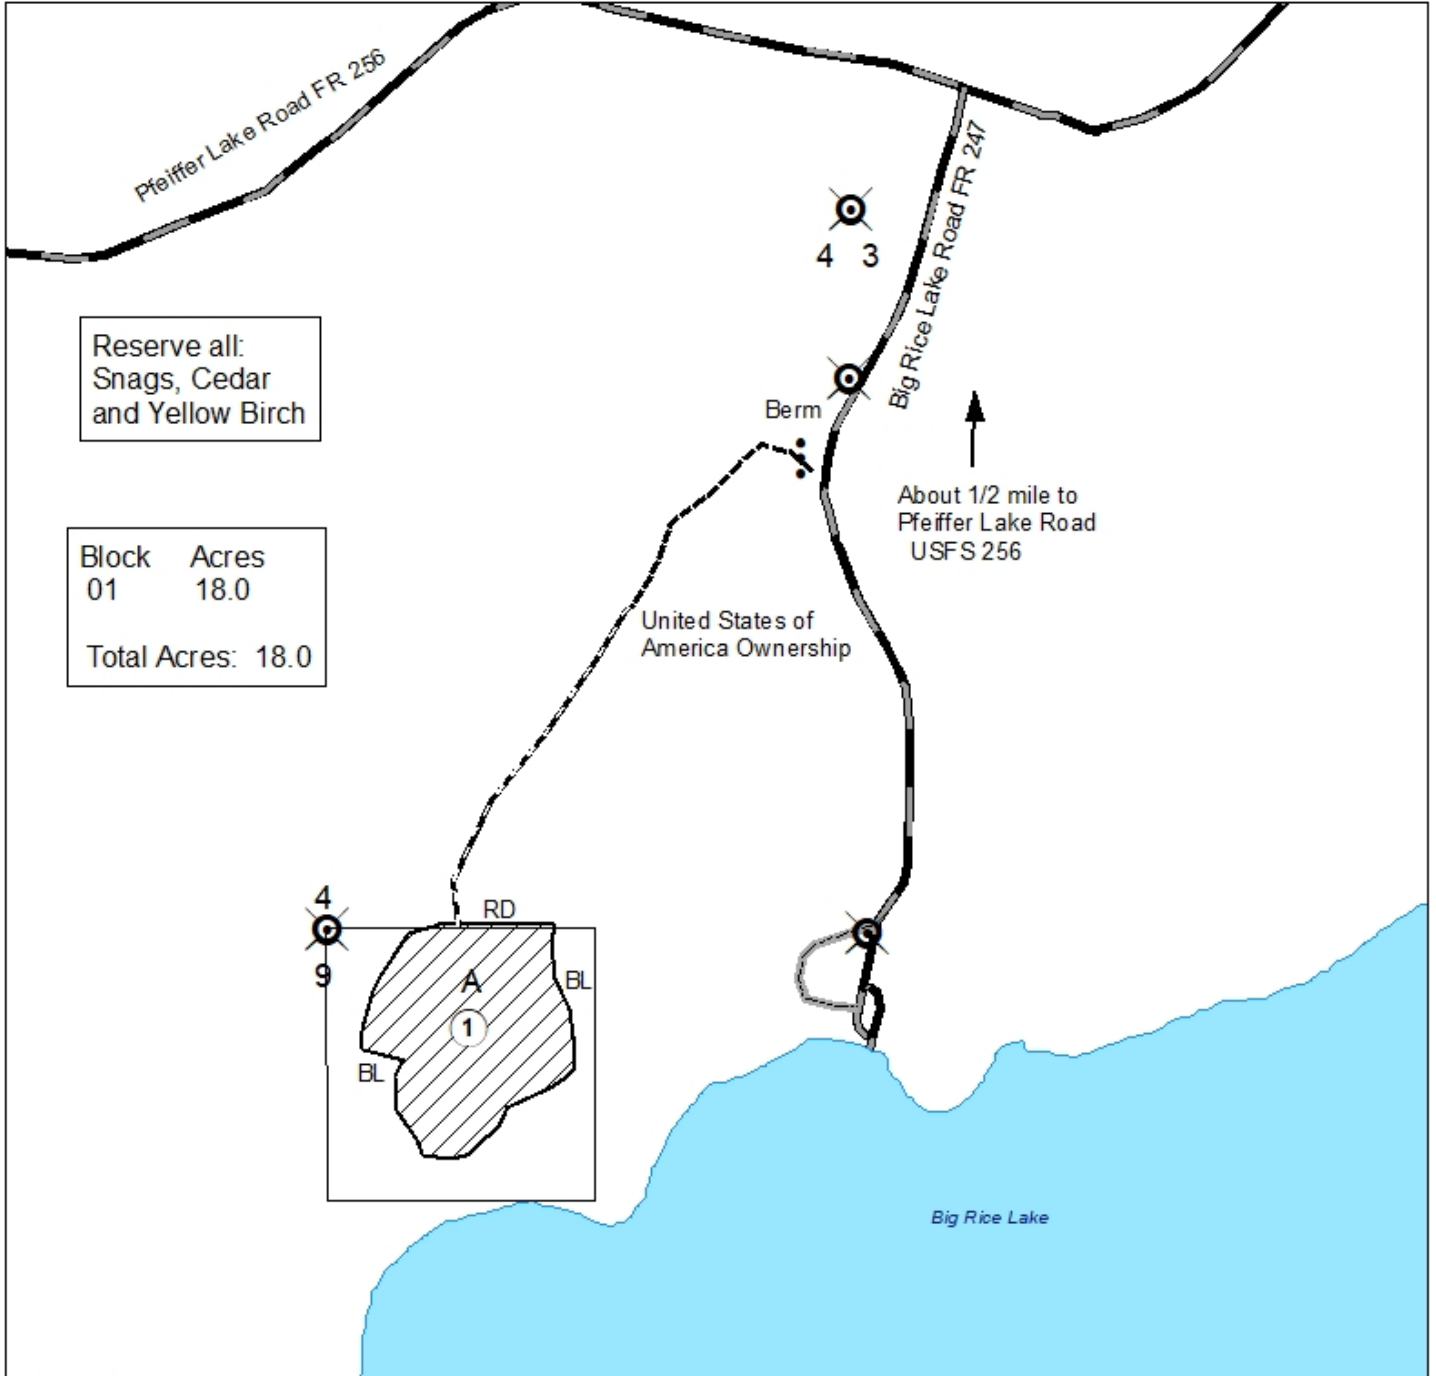 Pfeiffer Lake Road FR 256
Big Rice Lake Road FR 247
4 3
Reserve all:
Snags, Cedar
and Yellow Birch
Berm
About 1/2 mile to
Pfeiffer Lake Road
USFS 256
Block Acres
01 18.0
Total Acres: 18.0
United States of
America Ownership
4
RD
9
A
BL
1
BL
Big Rice Lake